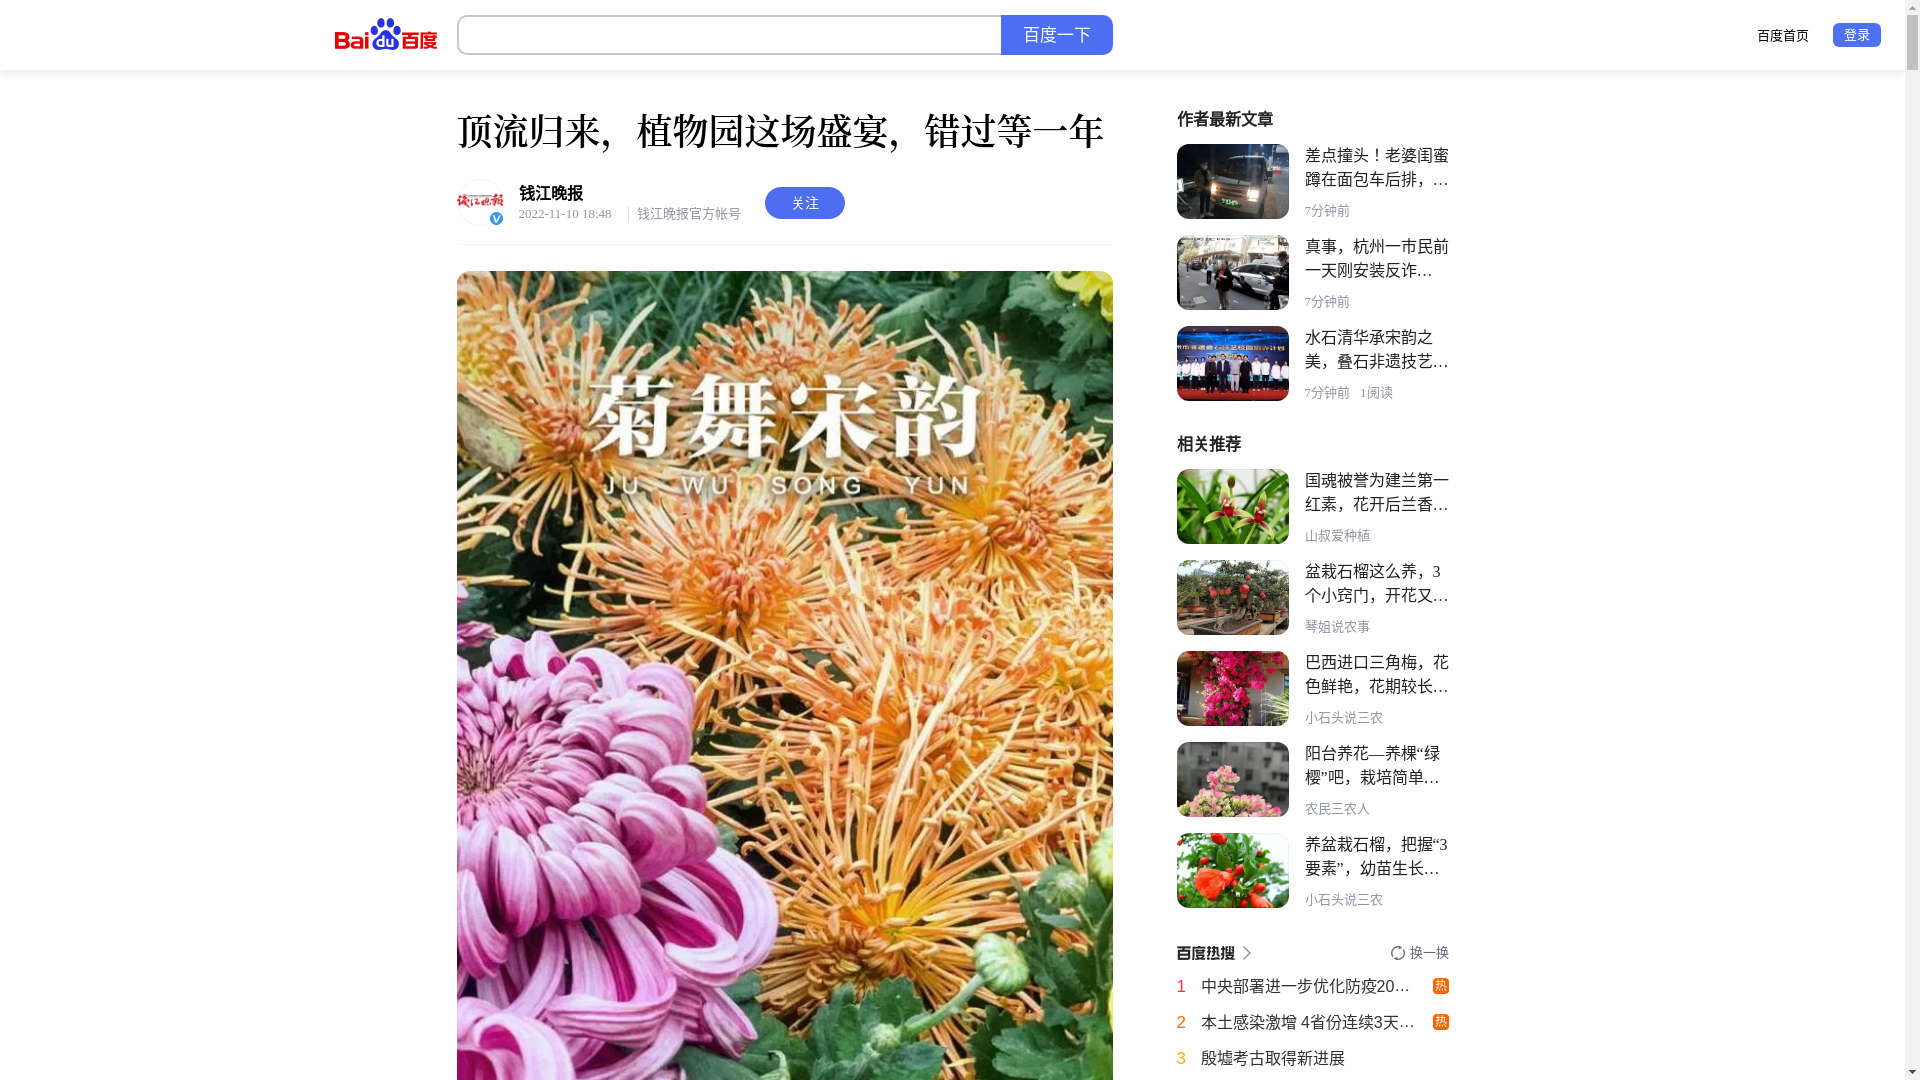 Bai du 百度
百度一下
百度首页
登录
顶流归来，植物园这场盛宴，错过等一年
钱江晚报
钱江晚报
2022-11-10 18:48
钱江晚报官方帐号
关注
菊舞宋韵
JU WU SONG YUN
作者最新文章
差点撞头！老婆闺蜜
蹲在面包车后排，…
7分钟前
真事，杭州一市民前
一天刚安装反诈…
7分钟前
水石清华承宋韵之
美，叠石非遗技艺…
7分钟前 1阅读
相关推荐
国魂被誉为建兰第一
红素，花开后兰香…
山叔爱种植
盆栽石榴这么养，3
个小窍门，开花又…
琴姐说农事
巴西进口三角梅，花
色鲜艳，花期较长…
小石头说三农
阳台养花—养棵“绿
樱”吧，栽培简单…
农民三农人
养盆栽石榴，把握“3
要素”，幼苗生长…
小石头说三农
百度热搜
换一换
1 中央部署进一步优化防疫20… 热
2 本土感染激增 4省份连续3天… 热
3 殷墟考古取得新进展